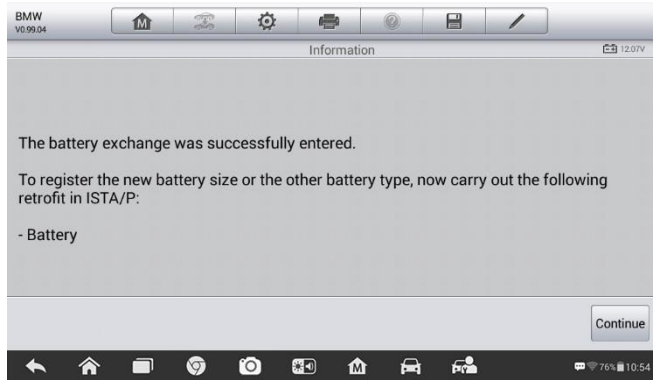 BMW
V0.99.04
Information
12.07V
The battery exchange was successfully entered.
To register the new battery size or the other battery type, now carry out the following
retrofit in ISTA/P:
- Battery
Continue
76% 10:54